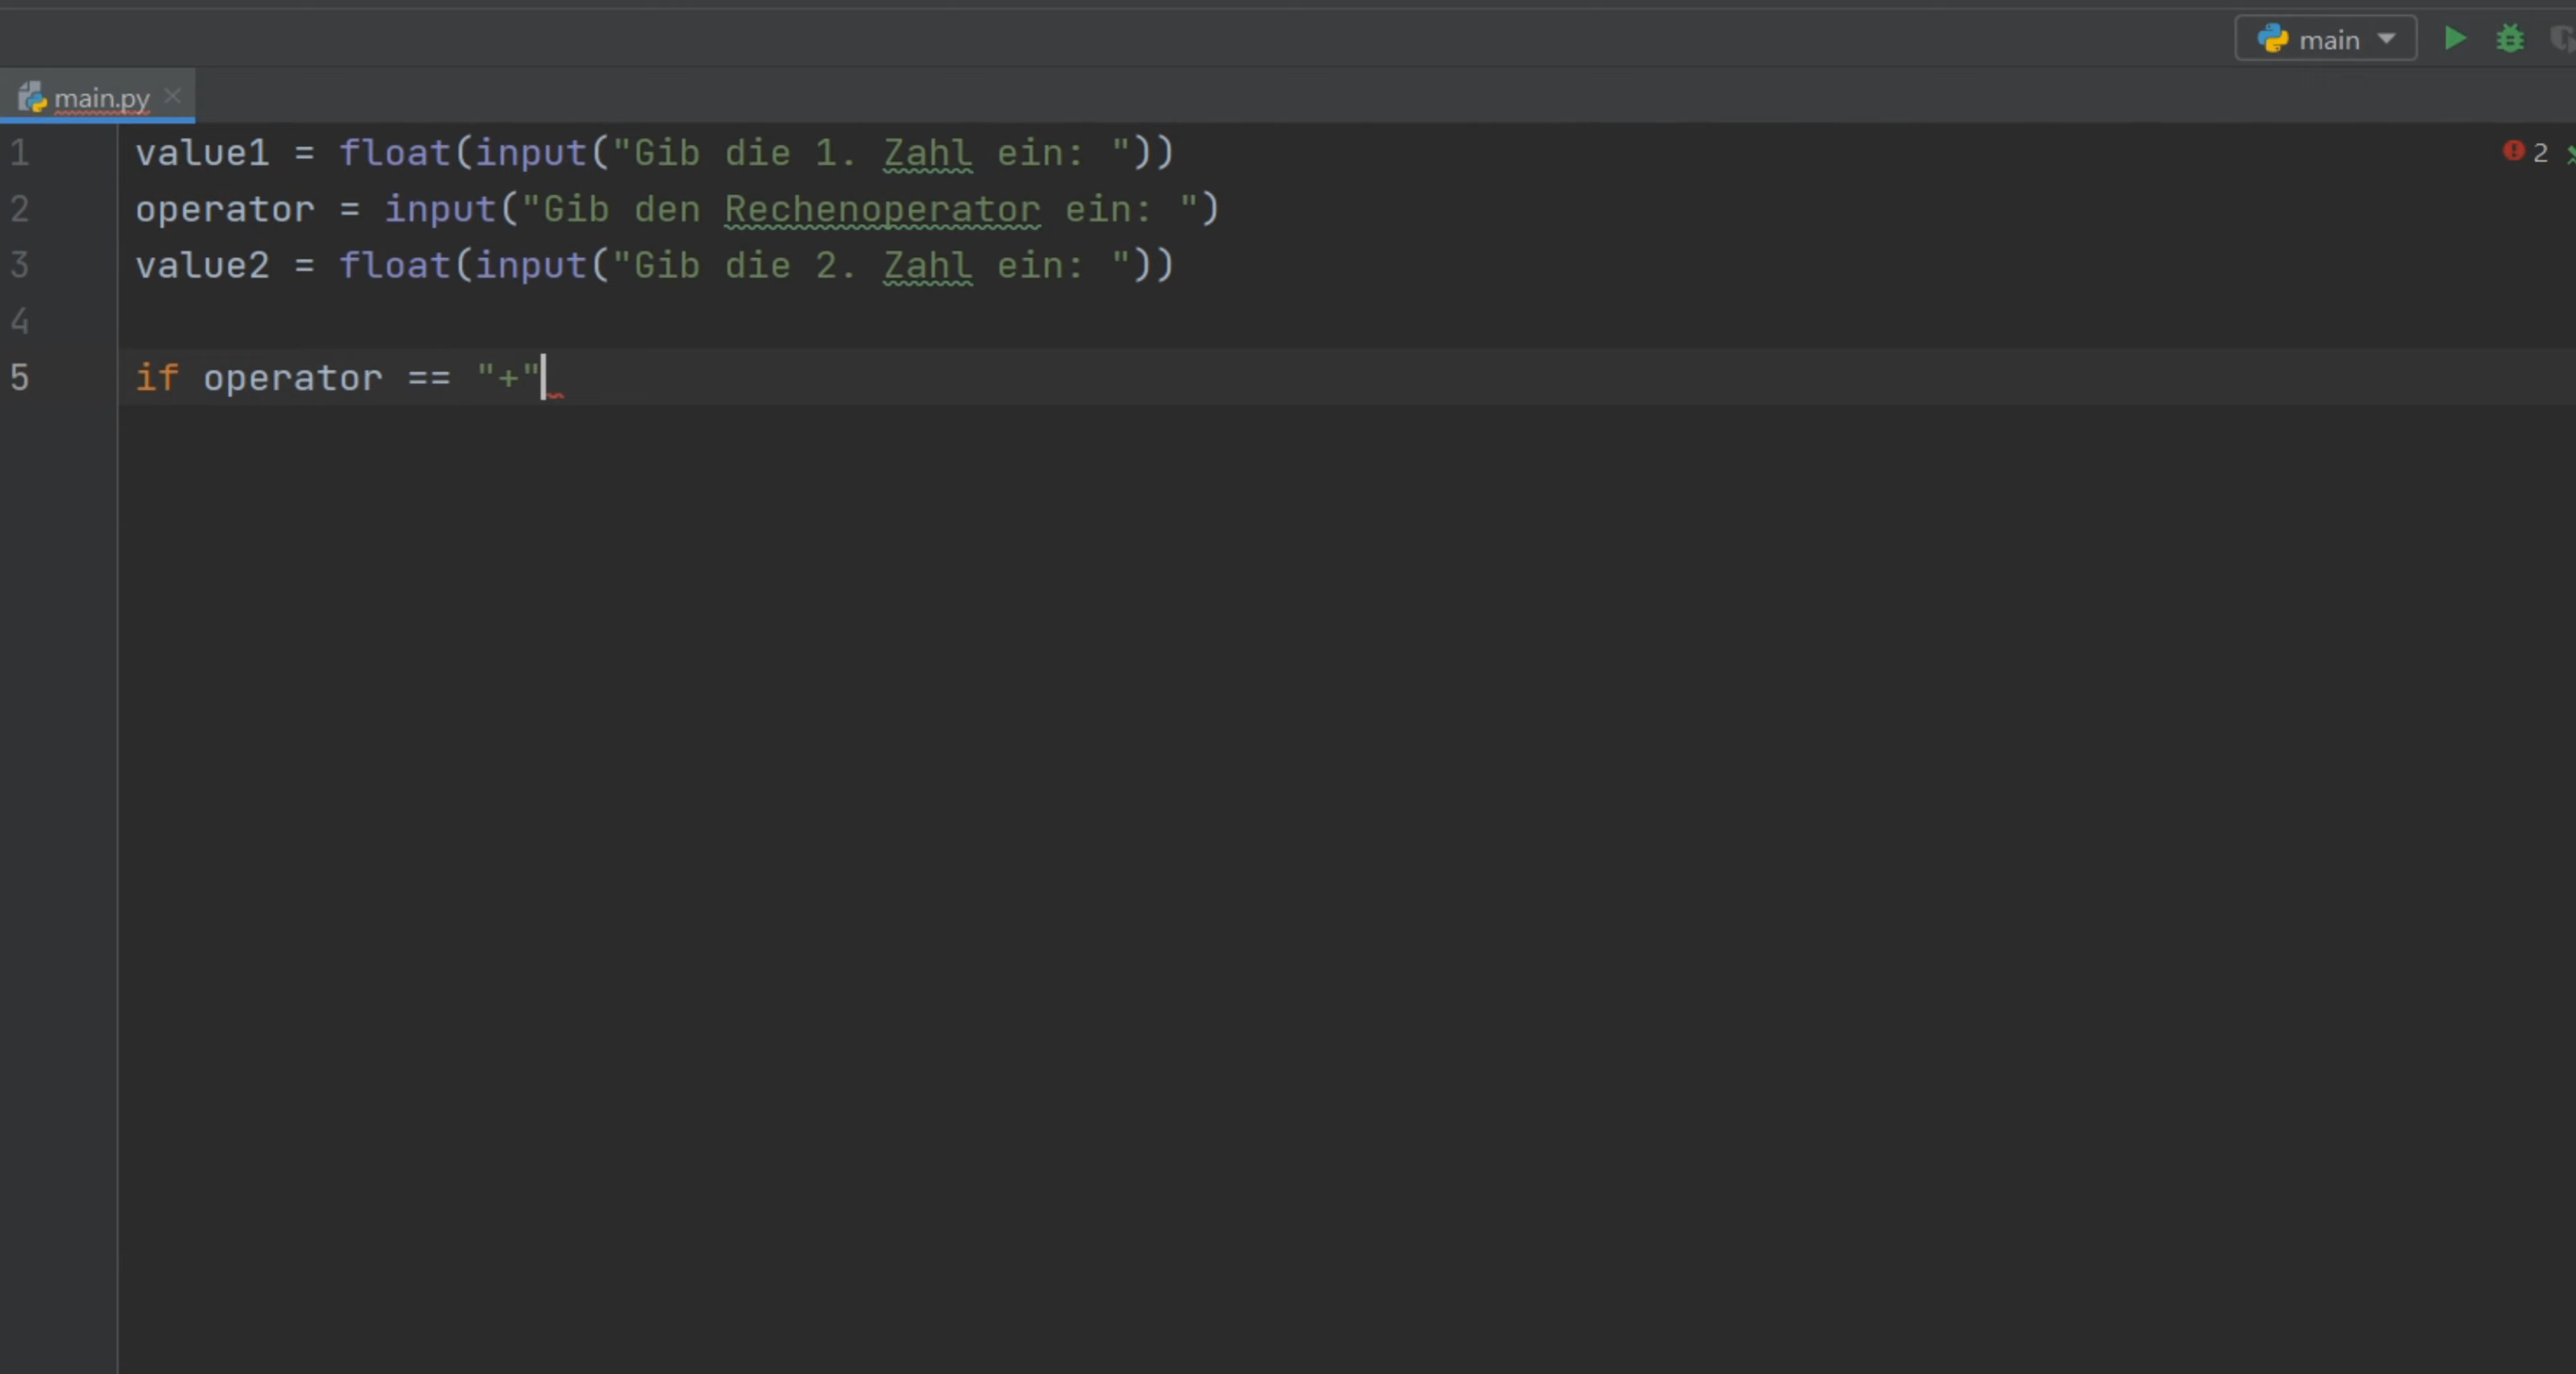 main
main.py
1 value1 = float(input("Gib die 1. Zahl ein: "))
2
2 operator = input("Gib den Rechenoperator ein: ")
3 value2 = float(input("Gib die 2. Zahl ein: "))
4
5 if operator == "+"